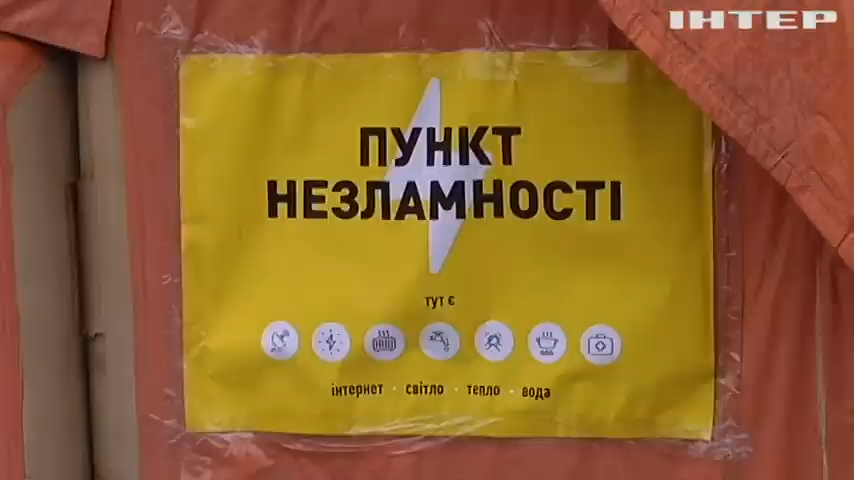 ІНТЕР
ПУНКТ
НЕЗЛАМНОСТІ
тут є
інтернет · світло · тепло · вода